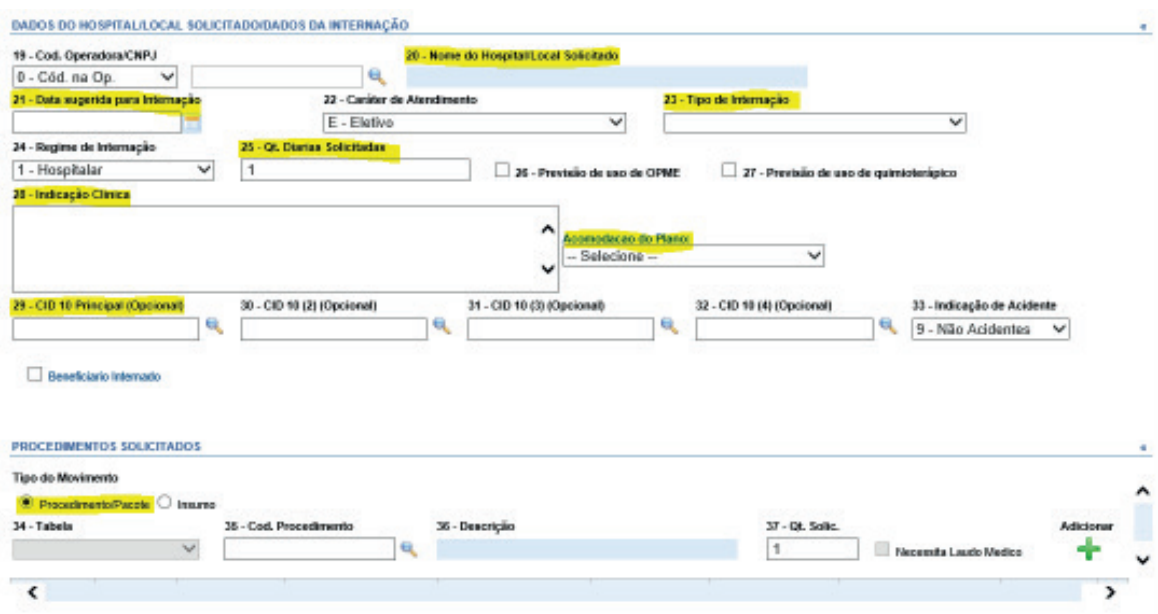 DADOS DO HOSPITAL/LOCAL SOLICITADO/DADOS DA INTERNAÇÃO
19 - Cod. Operadora/CNPJ 20 - Nome do Hospital/Local Solicitado
0 - Cód. na Op.
21 - Data sugerida para Internação 22 - Caráter de Atendimento 23 - Tipo de Internação
E - Eletivo
24 - Regime de Internação 25 - Qt. Diarias Solicitadas
1 - Hospitalar 1 26 - Previsão de uso de OPME 27 - Previsão de uso de quimioterápico
28 - Indicação Clínica
Acomodacao do Plano:
-- Selecione --
29 - CID 10 Principal (Opcional) 30 - CID 10 (2) (Opcional) 31 - CID 10 (3) (Opcional) 32 - CID 10 (4) (Opcional) 33 - Indicação de Acidente
9 - Não Acidentes
Beneficiario Internado
PROCEDIMENTOS SOLICITADOS
Tipo do Movimento
Procedimento/Pacote Insumo
34 - Tabela 35 - Cod. Procedimento 36 - Descrição 37 - Qt. Solic. Adicionar
1 Necessita Laudo Medico